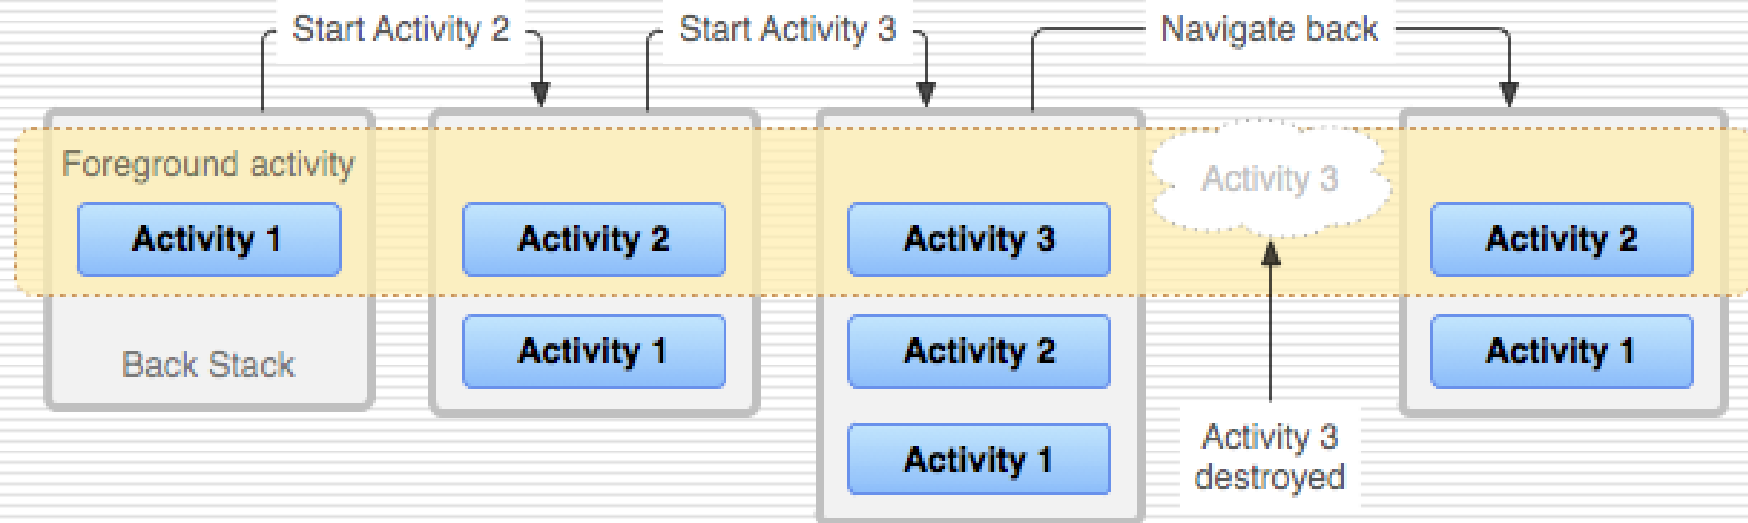 Start Activity 2
Start Activity 3
Navigate back
Foreground activity
Activity 1
Back Stack
Activity 2
Activity 1
Activity 3
Activity 2
Activity 1
Activity 3
Activity 3
destroyed
Activity 2
Activity 1